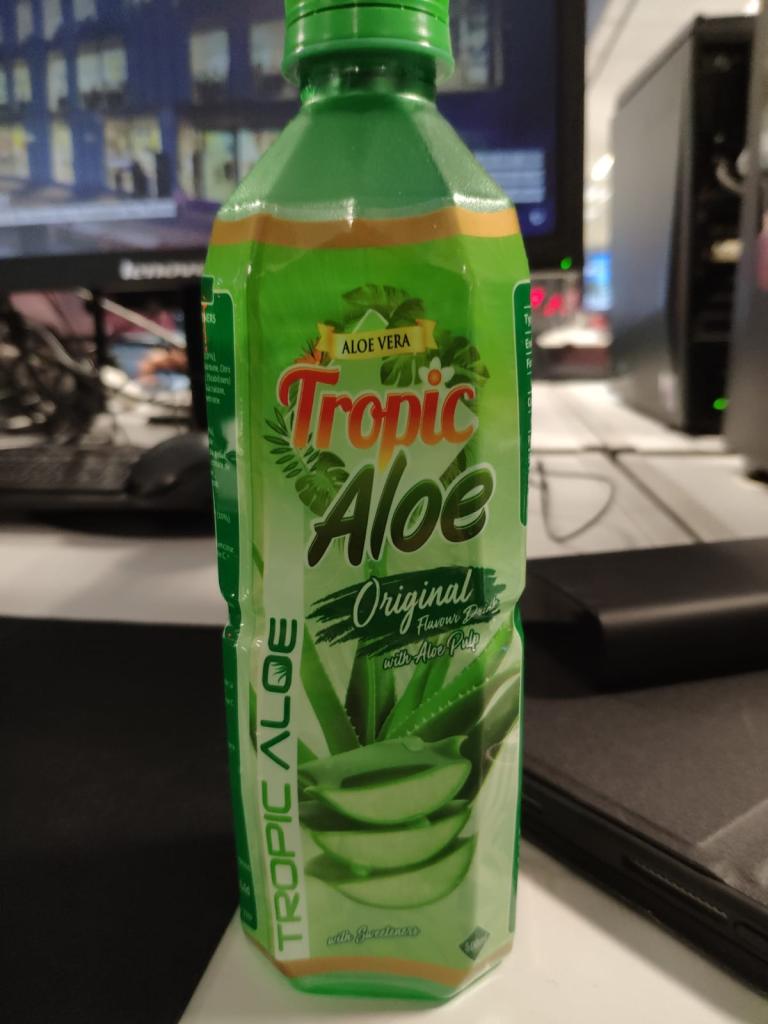 lenovo
ALOE VERA
Tropic
Aloe
Original
Flavour Drink
with Aloe Pulp
TROPIC ALOE
with Sweeteners